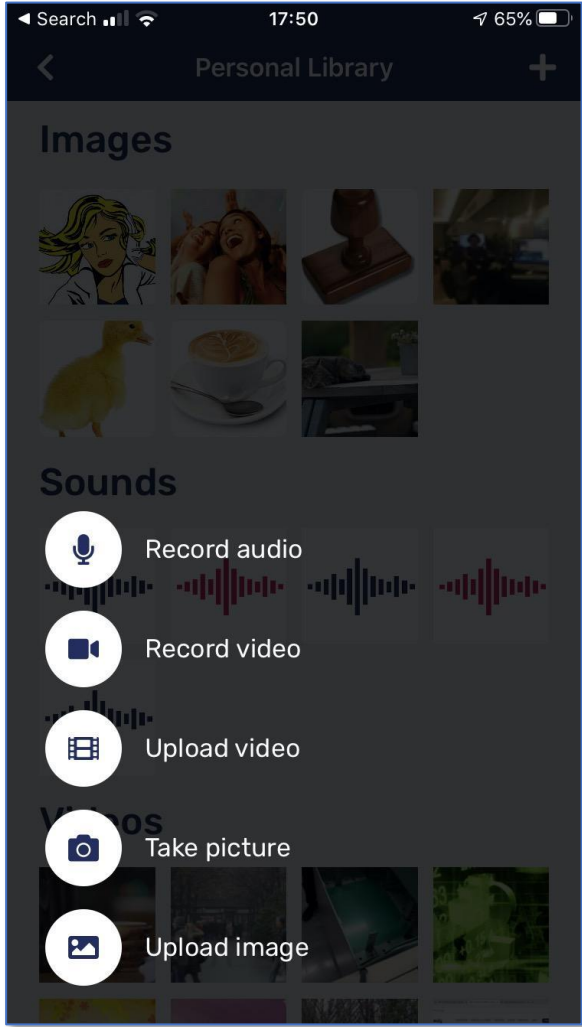 Search 17:50 65%
Personal Library
Images
Sounds
Record audio
Record video
Upload video
Videos
Take picture
Upload image